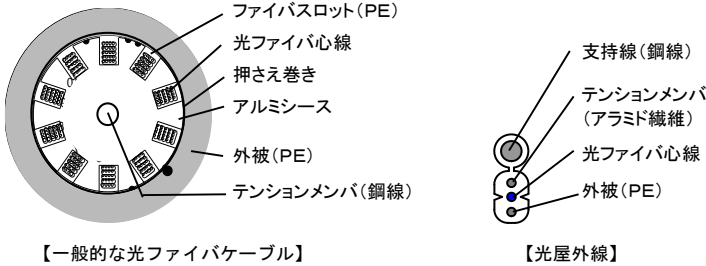 ファイバスロット(PE)
光ファイバ心線
押さえ巻き
アルミシース
外被(PE)
テンションメンバ(鋼線)
【一般的な光ファイバケーブル】
支持線(鋼線)
テンションメンバ
(アラミド繊維)
光ファイバ心線
外被(PE)
【光屋外線】